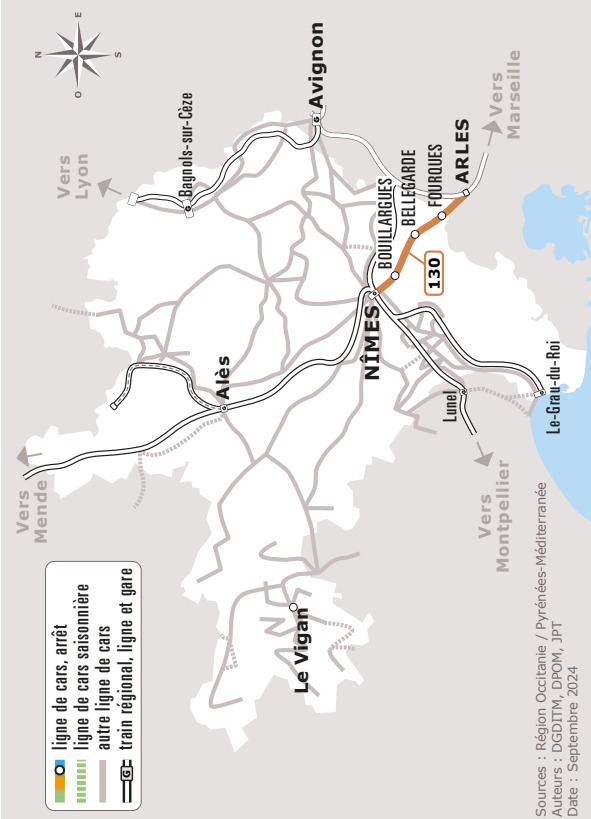 N
E
S
O
Vers
Mende
Vers
Lyon
Bagnols-sur-Cèze
Avignon
G
Alès
Vers
Marseille
BOUILLARGUES
BELLEGARDE
FOURQUES
ARLES
130
NÎMES
Le Vigan
Lunel
Le-Grau-du-Roi
Vers
Montpellier
ligne de cars, arrêt
ligne de cars saisonnière
autre ligne de cars
G
train régional, ligne et gare
Sources : Région Occitanie / Pyrénées-Méditerranée
Auteurs : DGDITM, DPOM, JPT
Date : Septembre 2024